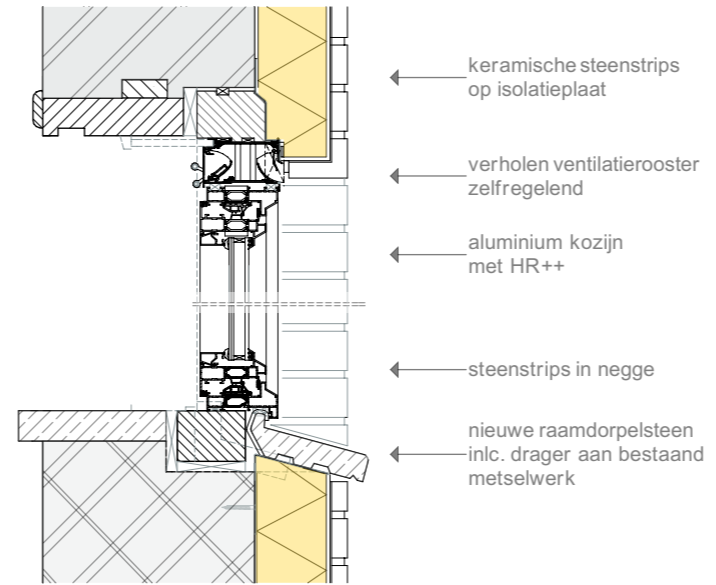 keramische steenstrips
op isolatieplaat
verholen ventilatierooster
zelfregelend
aluminium kozijn
met HR++
steenstrips in negge
nieuwe raamdorpelsteen
inlc. drager aan bestaand
metselwerk